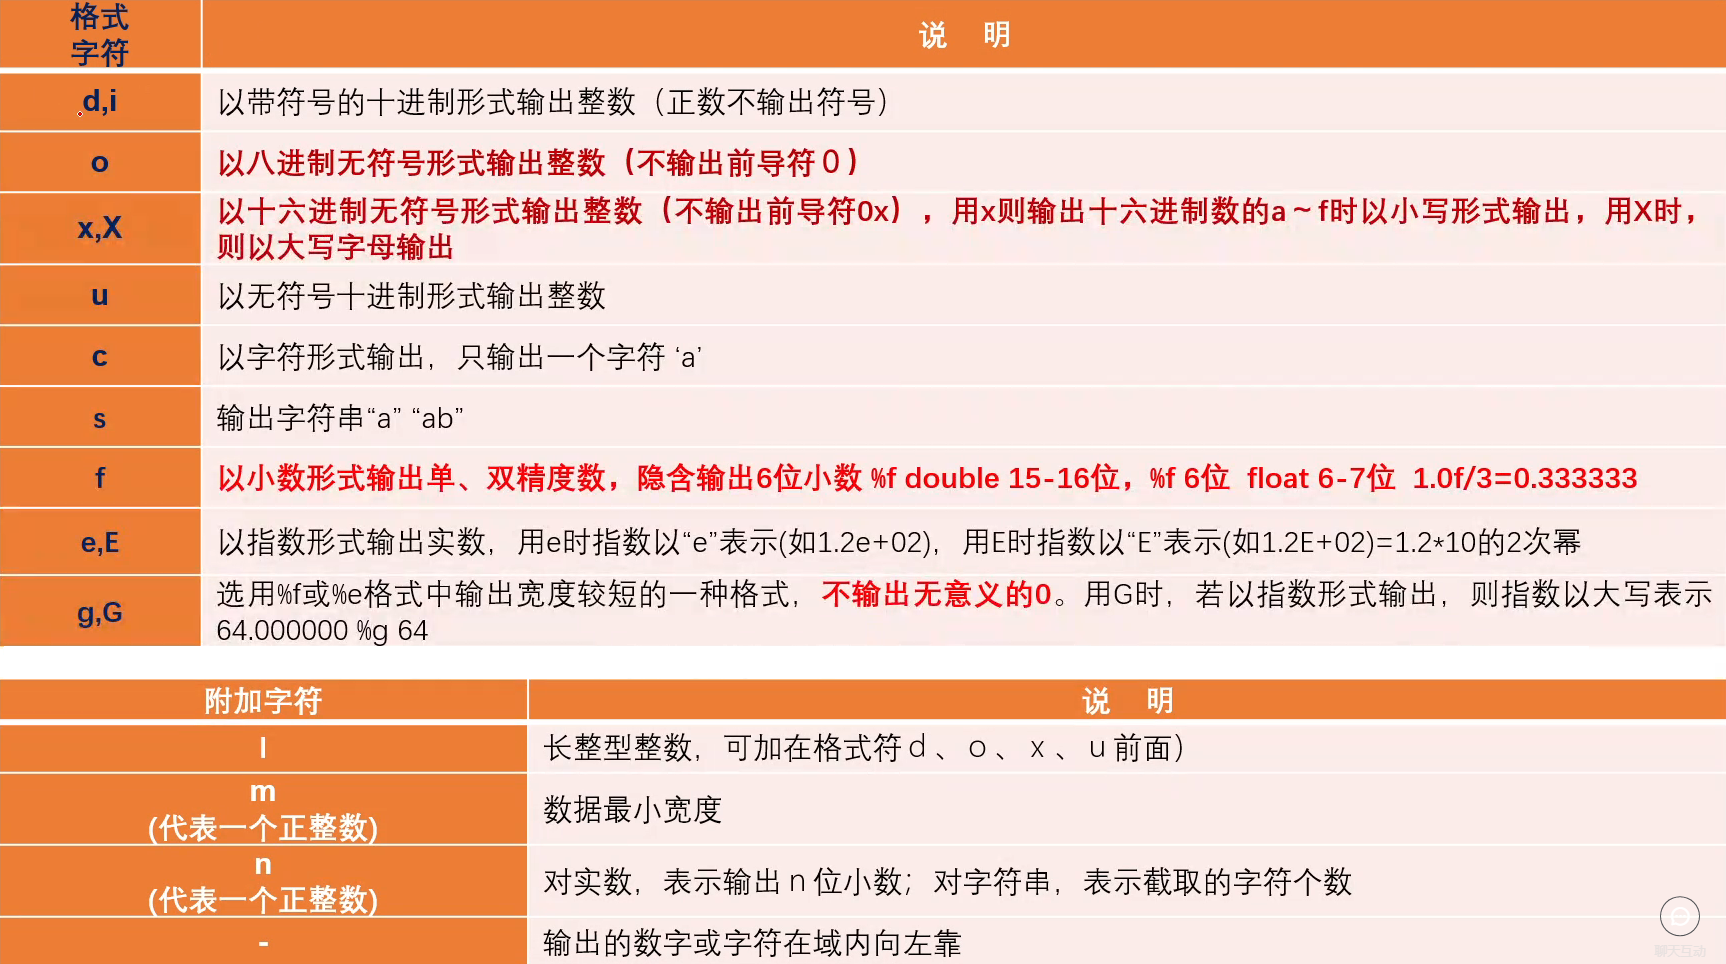 格式
字符
说 明
d,i
以带符号的十进制形式输出整数（正数不输出符号）
o
以八进制无符号形式输出整数（不输出前导符０）
x,X
以十六进制无符号形式输出整数（不输出前导符0x），用x则输出十六进制数的a～f时以小写形式输出，用X时，
则以大写字母输出
u
以无符号十进制形式输出整数
c
以字符形式输出，只输出一个字符 ‘a’
s
输出字符串“a” “ab”
f
以小数形式输出单、双精度数，隐含输出6位小数 %f double 15-16位，%f 6位 float 6-7位 1.0f/3=0.333333
e,E
以指数形式输出实数，用e时指数以“e”表示(如1.2e+02)，用E时指数以“E”表示(如1.2E+02)=1.2*10的2次幂
g,G
选用%f或%e格式中输出宽度较短的一种格式，不输出无意义的0。用G时，若以指数形式输出，则指数以大写表示
64.000000 %g 64
附加字符
说 明
l
长整型整数，可加在格式符ｄ、ｏ、ｘ、ｕ前面）
m
(代表一个正整数)
数据最小宽度
n
(代表一个正整数)
对实数，表示输出ｎ位小数；对字符串，表示截取的字符个数
-
输出的数字或字符在域内向左靠
聊天互动